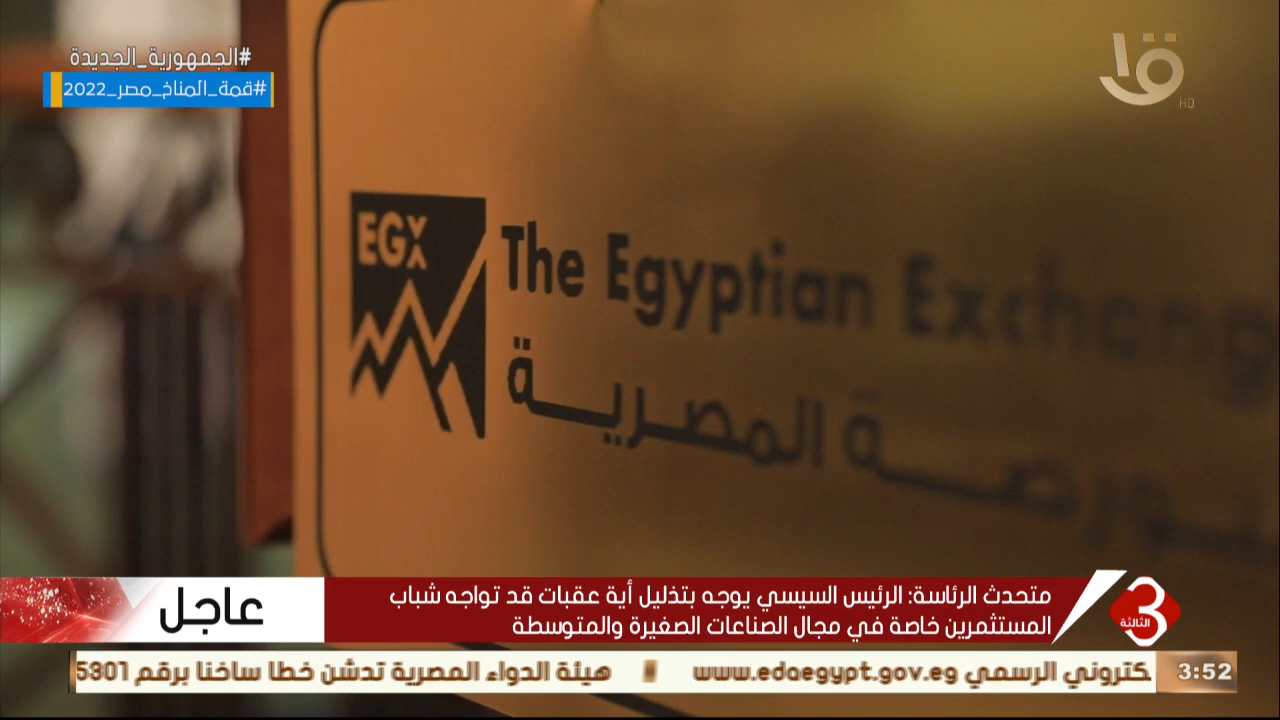 #الجمهورية_الجديدة
#قمة_المناخ_مصر_2022
HD
EGX
The Egyptian
المصرية
متحدث الرئاسة: الرئيس السيسي يوجه بتذليل أية عقبات قد تواجه شباب
المستثمرين خاصة في مجال الصناعات الصغيرة والمتوسطة
عاجل
3
الثالثة
كتروني الرسمي www.edaegypt.gov.eg هيئة الدواء المصرية تدشن خطا ساخنا برقم 5301
3:52